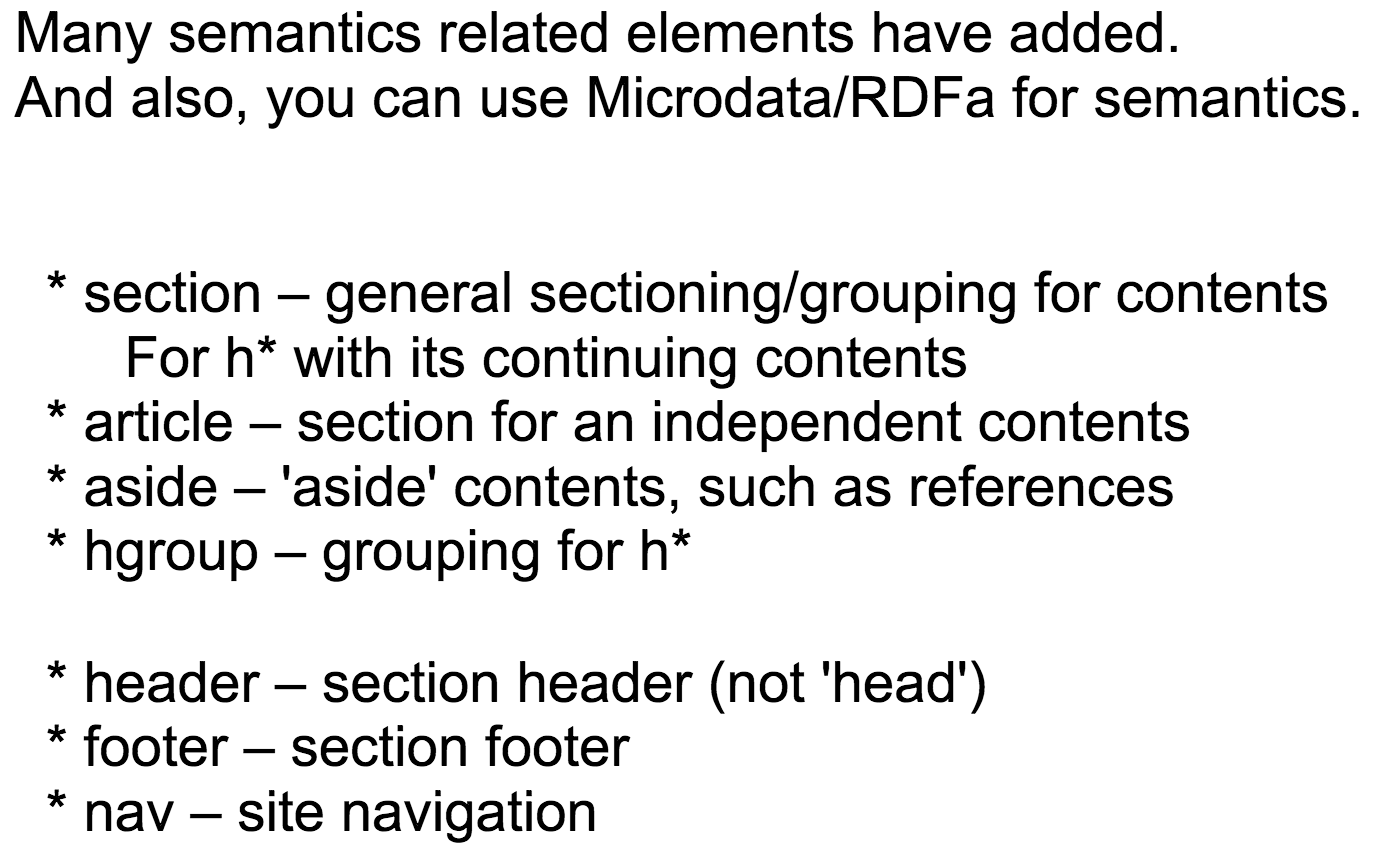 Many semantics related elements have added.
And also, you can use Microdata/RDFa for semantics.
* section – general sectioning/grouping for contents
For h* with its continuing contents
* article – section for an independent contents
* aside – 'aside' contents, such as references
* hgroup – grouping for h*
* header – section header (not 'head')
* footer – section footer
* nav – site navigation